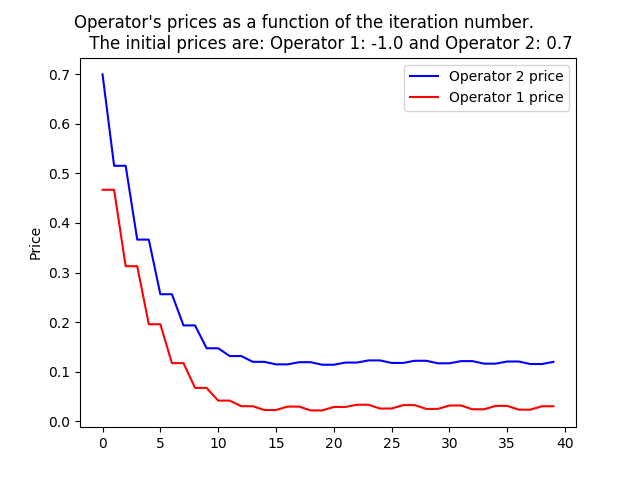 Operator's prices as a function of the iteration number.
The initial prices are: Operator 1: -1.0 and Operator 2: 0.7
Operator 2 price
Operator 1 price
Price
0.7
0.6
0.5
0.4
0.3
0.2
0.1
0.0
0 5 10 15 20 25 30 35 40